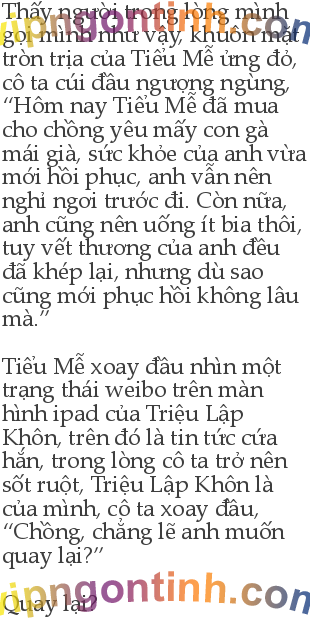 Thấy người trong lòng mình
gọi mình như vậy, khuôn mặt
tròn trịa của Tiểu Mễ ửng đỏ,
cô ta cúi đầu ngượng ngùng,
“Hôm nay Tiểu Mễ đã mua
cho chồng yêu mấy con gà
mái già, sức khỏe của anh vừa
mới hồi phục, anh vẫn nên
nghỉ ngơi trước đi. Còn nữa,
anh cũng nên uống ít bia thôi,
tuy vết thương của anh đều
đã khép lại, nhưng dù sao
cũng mới phục hồi không lâu
mà.”
Tiểu Mễ xoay đầu nhìn một
trạng thái weibo trên màn
hình ipad của Triệu Lập
Khôn, trên đó là tin tức cứa
hắn, trong lòng cô ta trở nên
sốt ruột, Triệu Lập Khôn là
của mình, cô ta xoay đầu,
“Chồng, chẳng lẽ anh muốn
quay lại?”
Quay lại?
vipngontinh.com